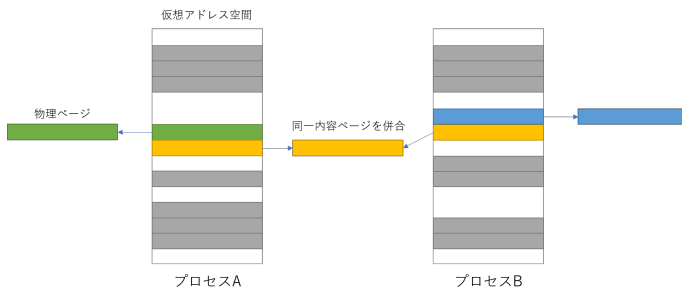 仮想アドレス空間
物理ページ
同一内容ページを併合
プロセスA
プロセスB